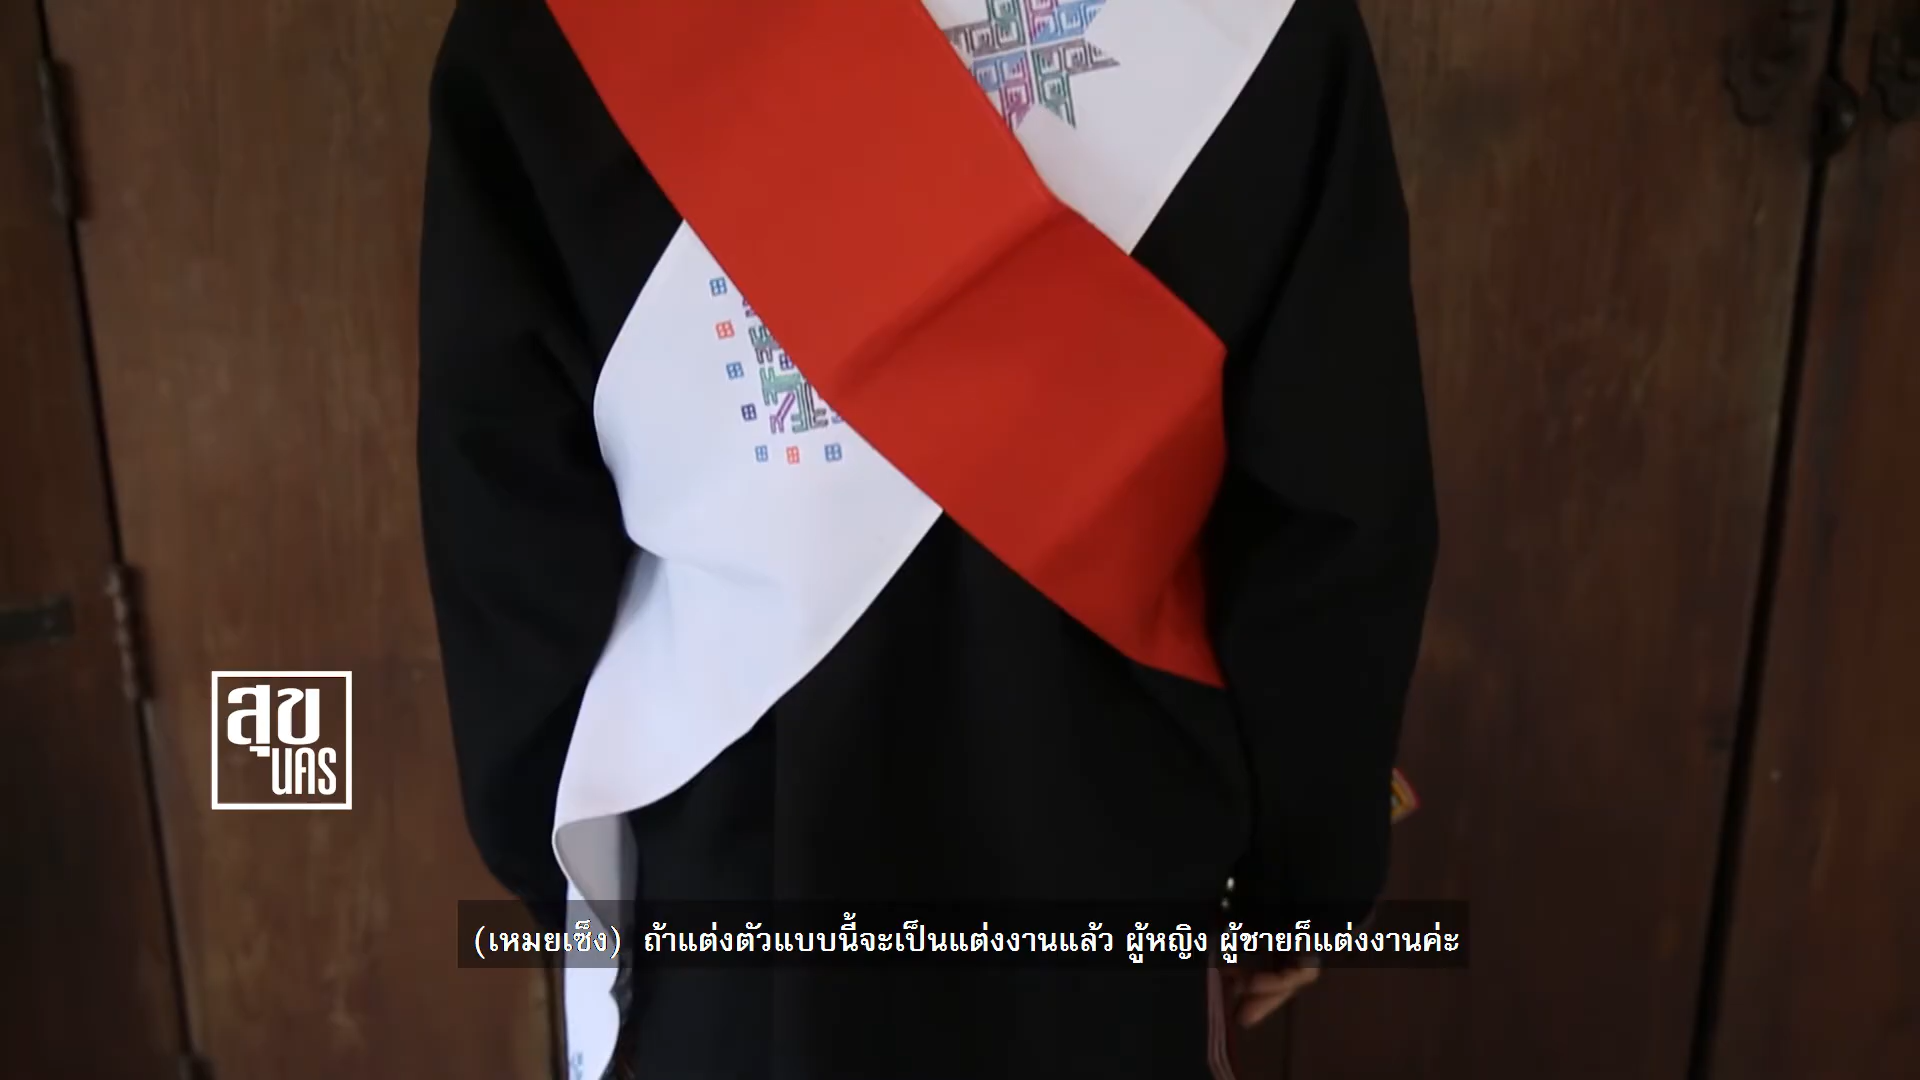 สุข
นคร
(เหมยเซ็ง) ถ้าแต่งตัวแบบนี้จะเป็นแต่งงานแล้ว ผู้หญิง ผู้ชายก็แต่งงานค่ะ